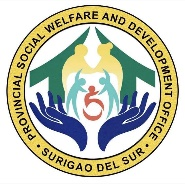 • PROVINCIAL SOCIAL WELFARE AND DEVELOPMENT OFFICE •
SURIGAO DEL SUR